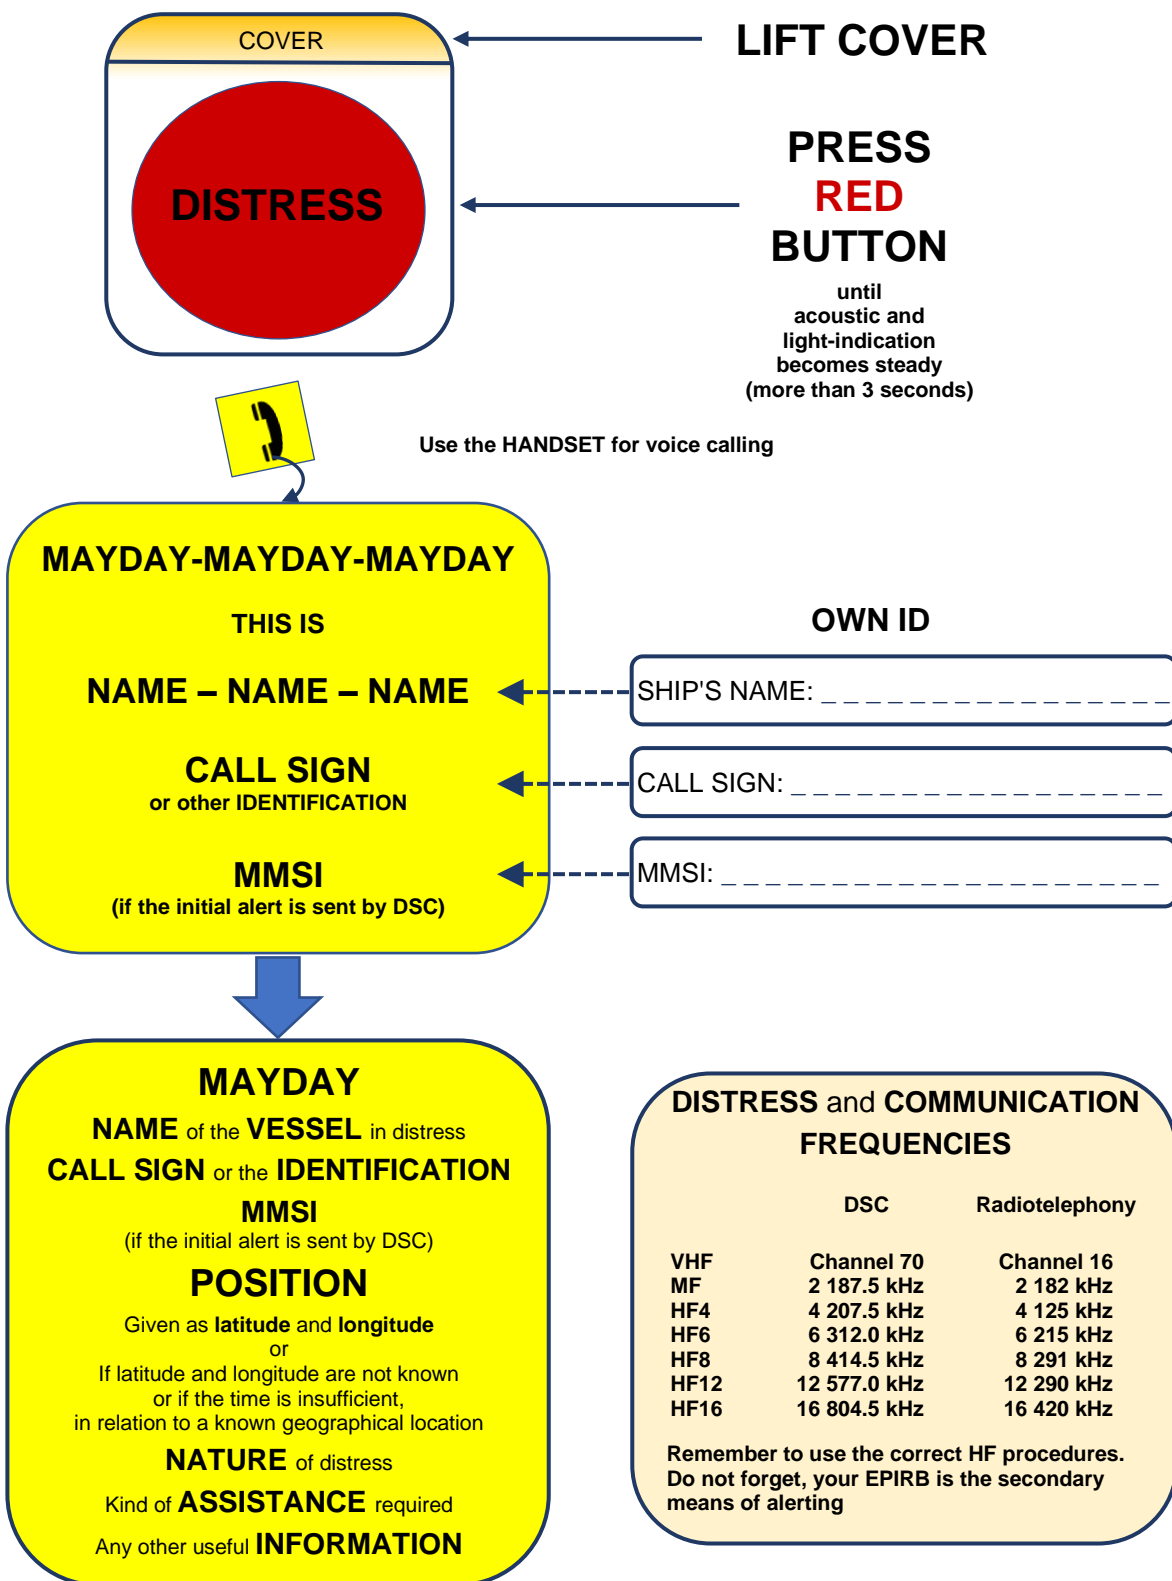 COVER
LIFT COVER
DISTRESS
PRESS
RED
BUTTON
until
acoustic and
light-indication
becomes steady
(more than 3 seconds)
Use the HANDSET for voice calling
MAYDAY-MAYDAY-MAYDAY
THIS IS
NAME – NAME – NAME
CALL SIGN
or other IDENTIFICATION
MMSI
(if the initial alert is sent by DSC)
OWN ID
SHIP'S NAME: _ _ _ _ _ _ _ _ _ _ _ _ _ _ _ _
CALL SIGN: _ _ _ _ _ _ _ _ _ _ _ _ _ _ _ _ _
MMSI: _ _ _ _ _ _ _ _ _ _ _ _ _ _ _ _ _ _ _ _
MAYDAY
NAME of the VESSEL in distress
CALL SIGN or the IDENTIFICATION
MMSI
(if the initial alert is sent by DSC)
POSITION
Given as latitude and longitude
or
If latitude and longitude are not known
or if the time is insufficient,
in relation to a known geographical location
NATURE of distress
Kind of ASSISTANCE required
Any other useful INFORMATION
DISTRESS and COMMUNICATION
FREQUENCIES
DSC Radiotelephony
VHF Channel 70 Channel 16
MF 2 187.5 kHz 2 182 kHz
HF4 4 207.5 kHz 4 125 kHz
HF6 6 312.0 kHz 6 215 kHz
HF8 8 414.5 kHz 8 291 kHz
HF12 12 577.0 kHz 12 290 kHz
HF16 16 804.5 kHz 16 420 kHz
Remember to use the correct HF procedures.
Do not forget, your EPIRB is the secondary
means of alerting